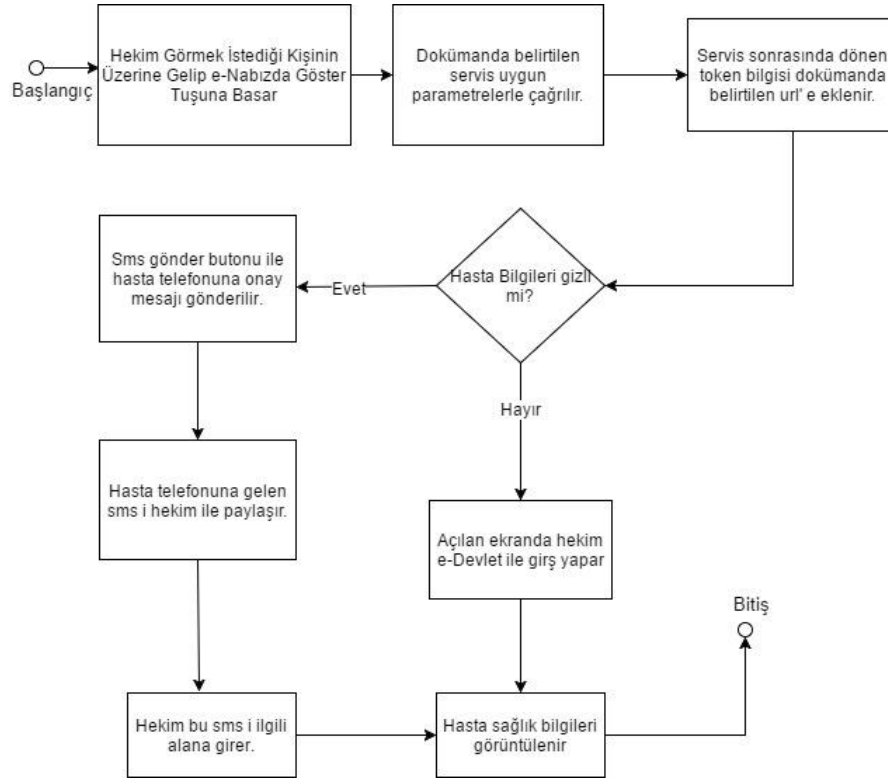 Başlangıç
Hekim Görmek İstediği Kişinin
Üzerine Gelip e-Nabızda Göster
Tuşuna Basar
Dokümanda belirtilen
servis uygun
parametrelerle çağrılır.
Servis sonrasında dönen
token bilgisi dokümanda
belirtilen url' e eklenir.
Hasta Bilgileri gizli
mi?
Evet
Sms gönder butonu ile
hasta telefonuna onay
mesajı gönderilir.
Hayır
Hasta telefonuna gelen
sms i hekim ile paylaşır.
Açılan ekranda hekim
e-Devlet ile girş yapar
Bitiş
Hekim bu sms i ilgili
alana girer.
Hasta sağlık bilgileri
görüntülenir